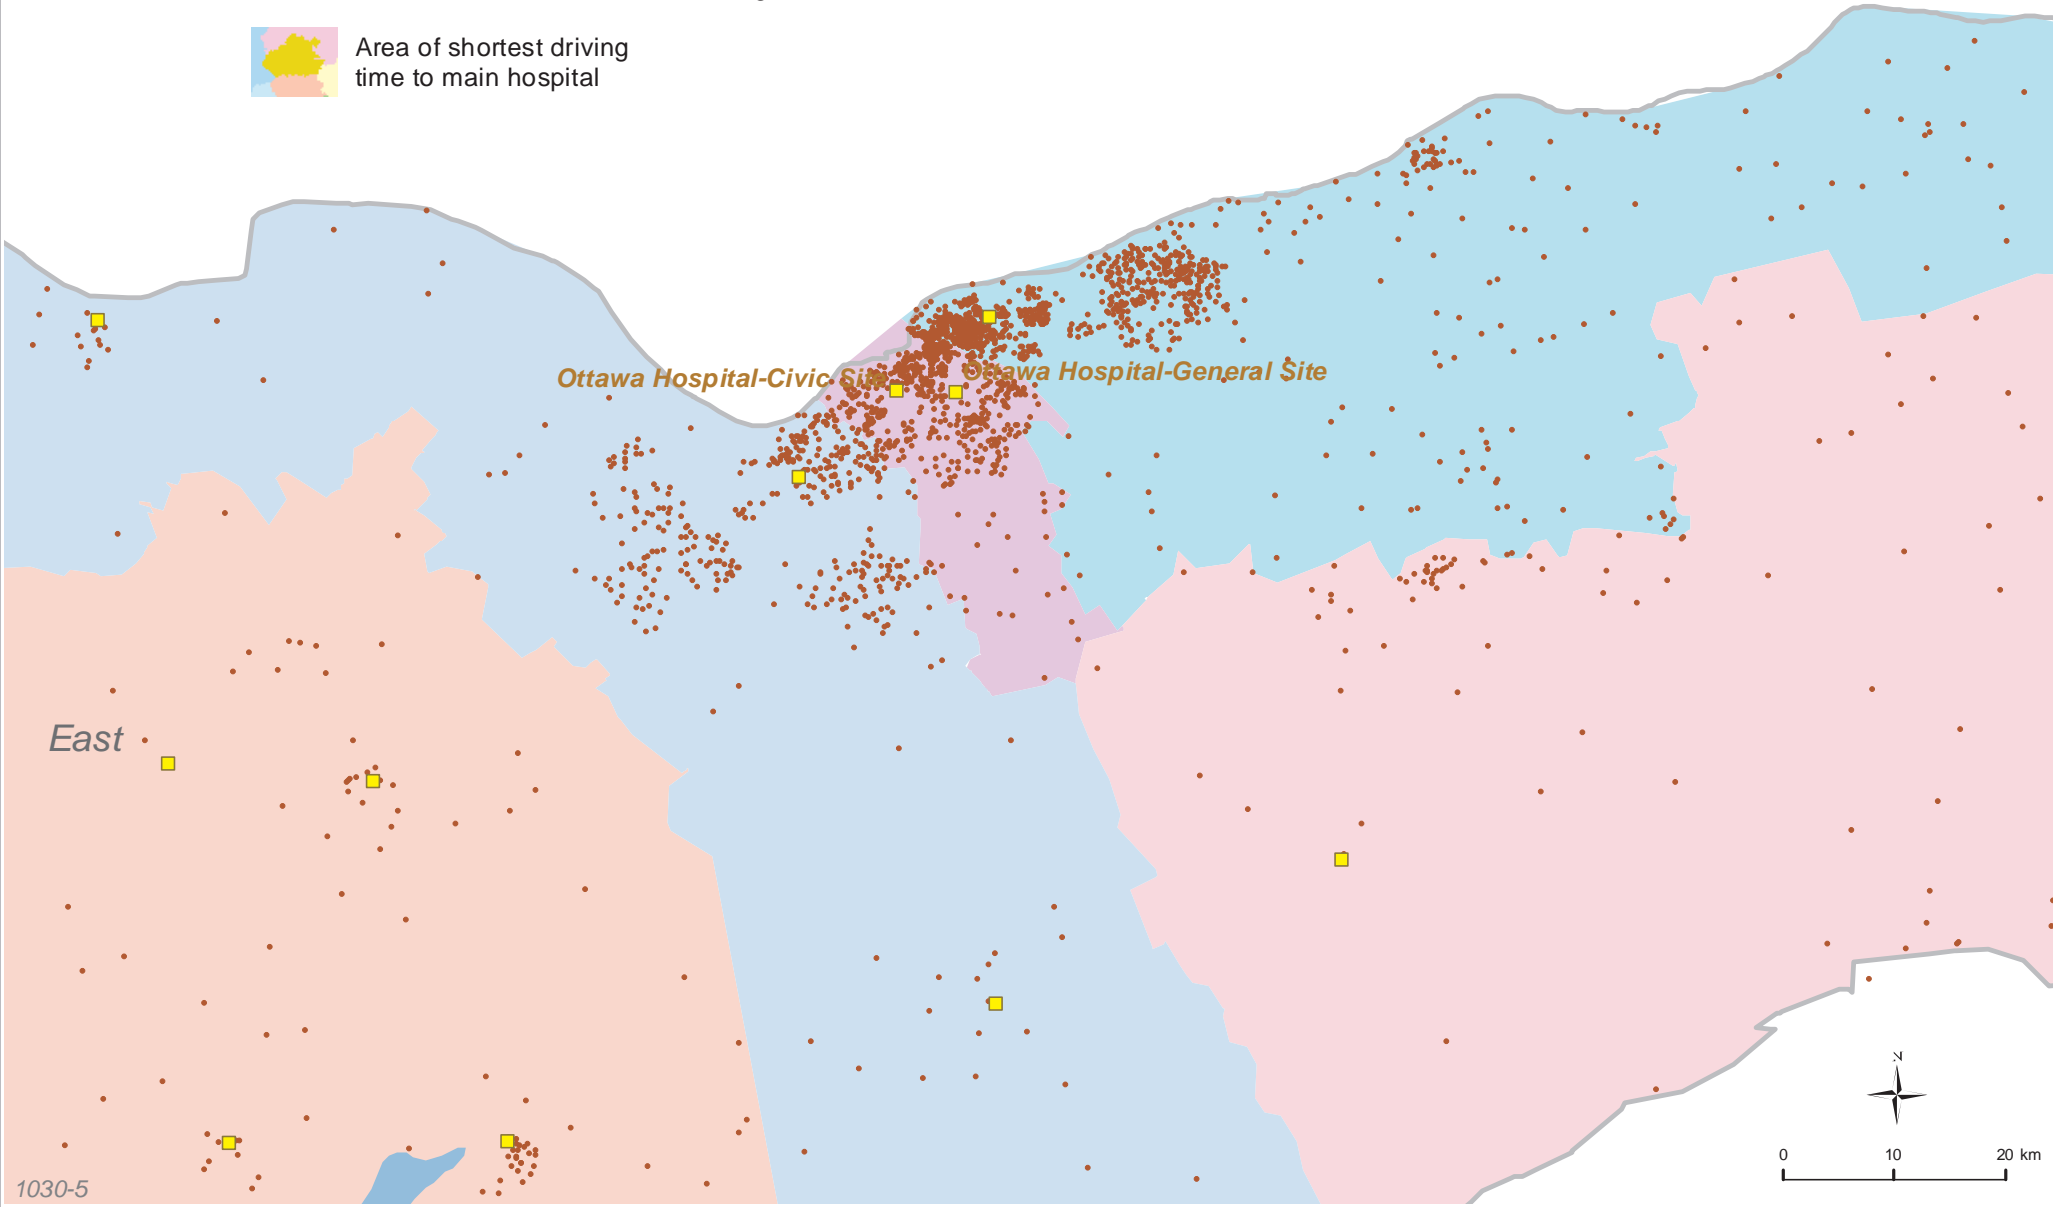 Area of shortest driving
time to main hospital
Ottawa Hospital-Civic Site
Ottawa Hospital-General Site
East
N
0 10 20 km
1030-5